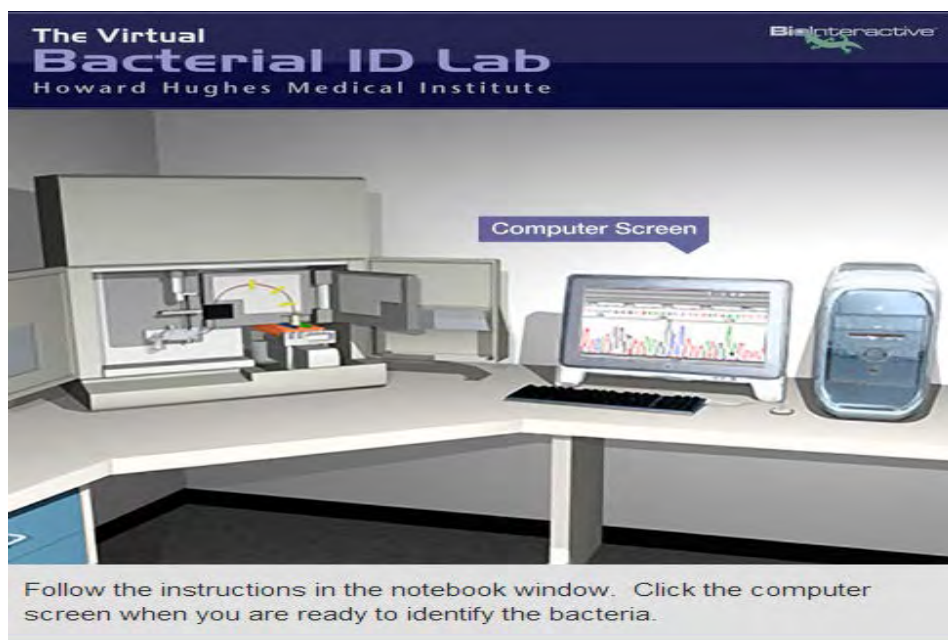 The Virtual
BioInteractive
Bacterial ID Lab
Howard Hughes Medical Institute
Computer Screen
Follow the instructions in the notebook window. Click the computer
screen when you are ready to identify the bacteria.